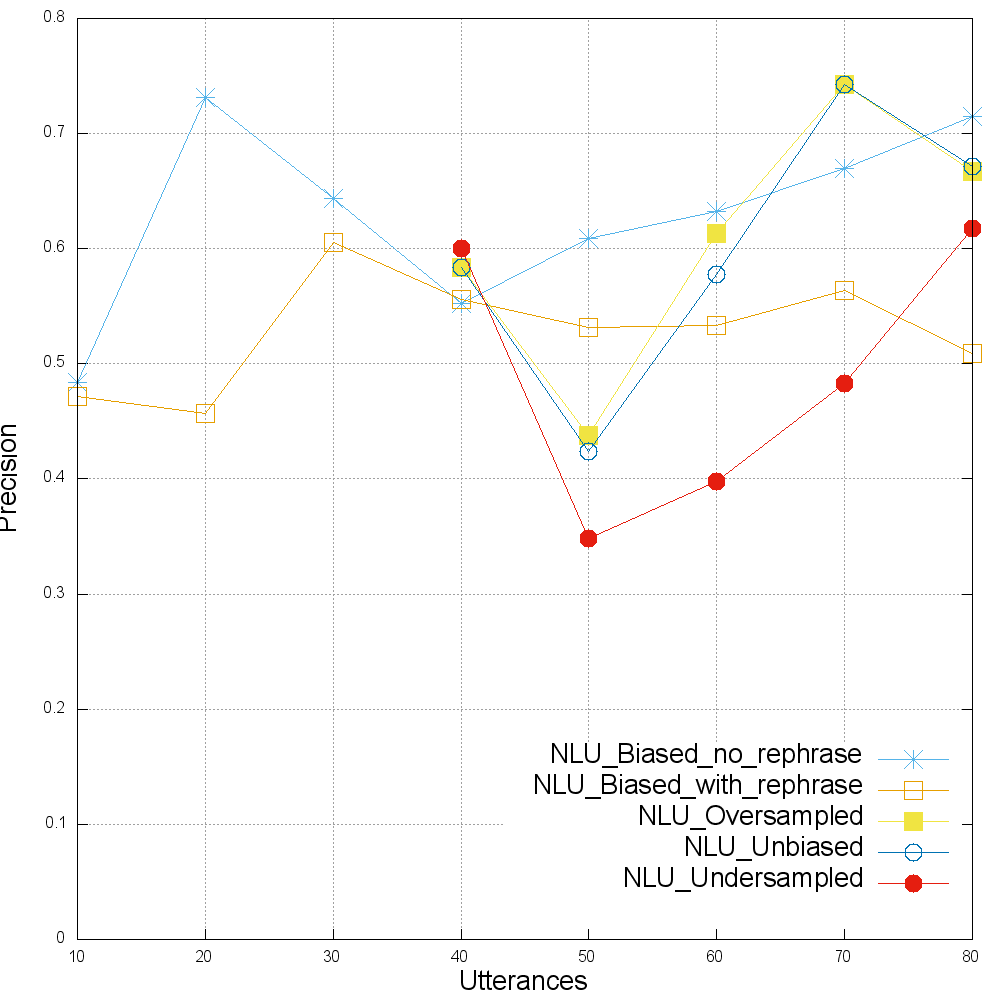 0.8
0.7
0.6
0.5
0.4
0.3
0.2
0.1
0
Precision
NLU_Biased_no_rephrase
NLU_Biased_with_rephrase
NLU_Oversampled
NLU_Unbiased
NLU_Undersampled
10 20 30 40 50 60 70 80
Utterances